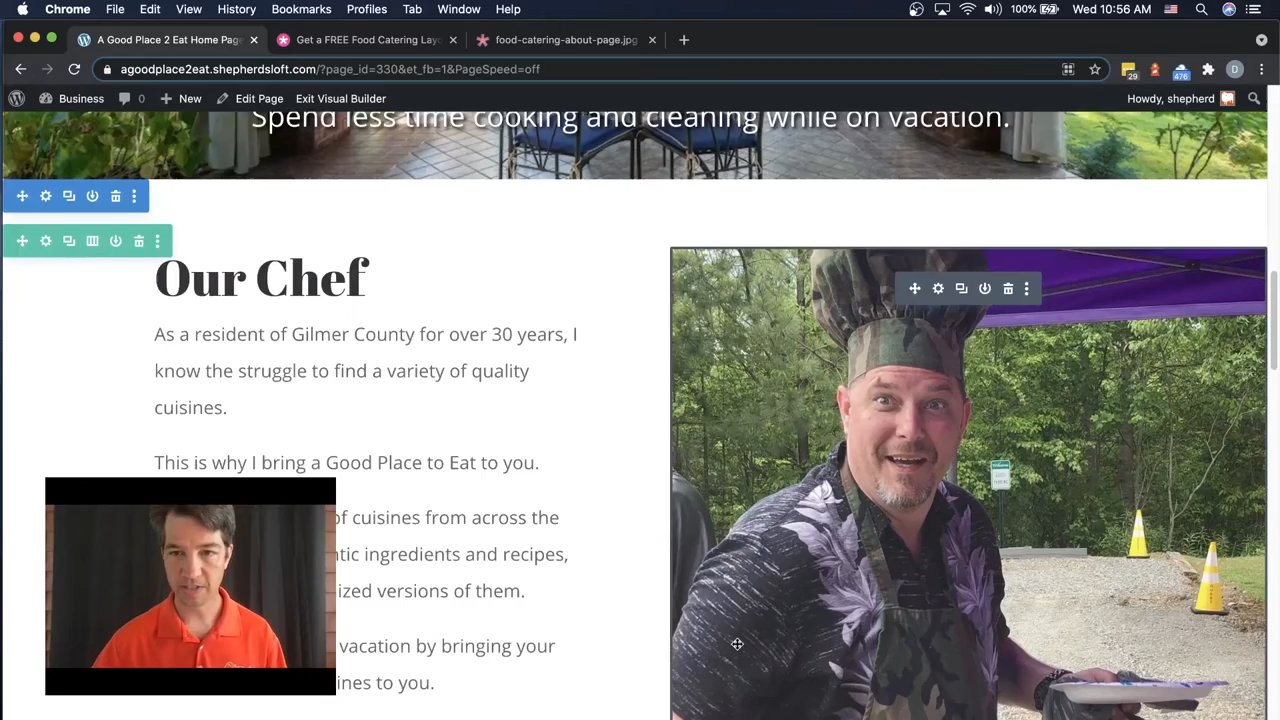 Chrome File Edit View History Bookmarks Profiles Tab Window Help 100% Wed 10:56 AM
A Good Place 2 Eat Home Pag Get a FREE Food Catering Layo food-catering-about-page.jpg
agoodplace2eat.shepherdsloft.com/?page_id=330&et_fb=1&PageSpeed=off 29 476 D
Business 0 New Edit Page Exit Visual Builder Howdy, shepherd
Spend less time cooking and cleaning while on vacation.
Our Chef
As a resident of Gilmer County for over 30 years, I
know the struggle to find a variety of quality
cuisines.
This is why I bring a Good Place to Eat to you.
of cuisines from across the
ntic ingredients and recipes,
ized versions of them.
vacation by bringing your
ines to you.